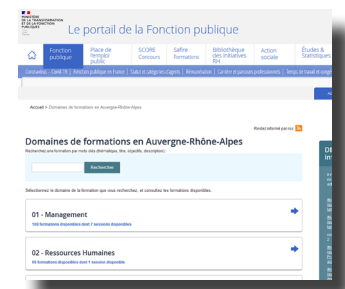 MINISTÈRE
DE LA TRANSFORMATION
ET DE LA FONCTION
PUBLIQUES
Le portail de la Fonction publique
Fonction publique
Place de l'emploi public
SCORE Concours
Safire Formations
Bibliothèque des initiatives RH
Action sociale
Études & Statistiques
Coronavirus - Covid 19 | Fonction publique en France | Statut et catégories d'agents | Rémunération | Carrière et parcours professionnels | Temps de travail et congés
Accueil > Domaines de formations en Auvergne-Rhône-Alpes
Restez informé par rss
Domaines de formations en Auvergne-Rhône-Alpes
Recherchez une formation par mots clés (thématique, titre, objectifs, description) :
Rechercher
Sélectionnez le domaine de la formation que vous recherchez, et consultez les formations disponibles.
01 - Management
02 - Ressources Humaines